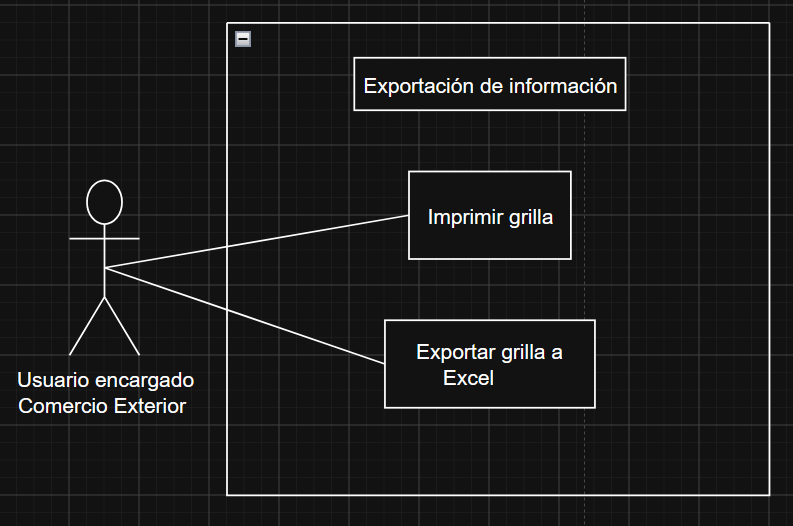 Exportación de información
Imprimir grilla
Exportar grilla a
Excel
Usuario encargado
Comercio Exterior